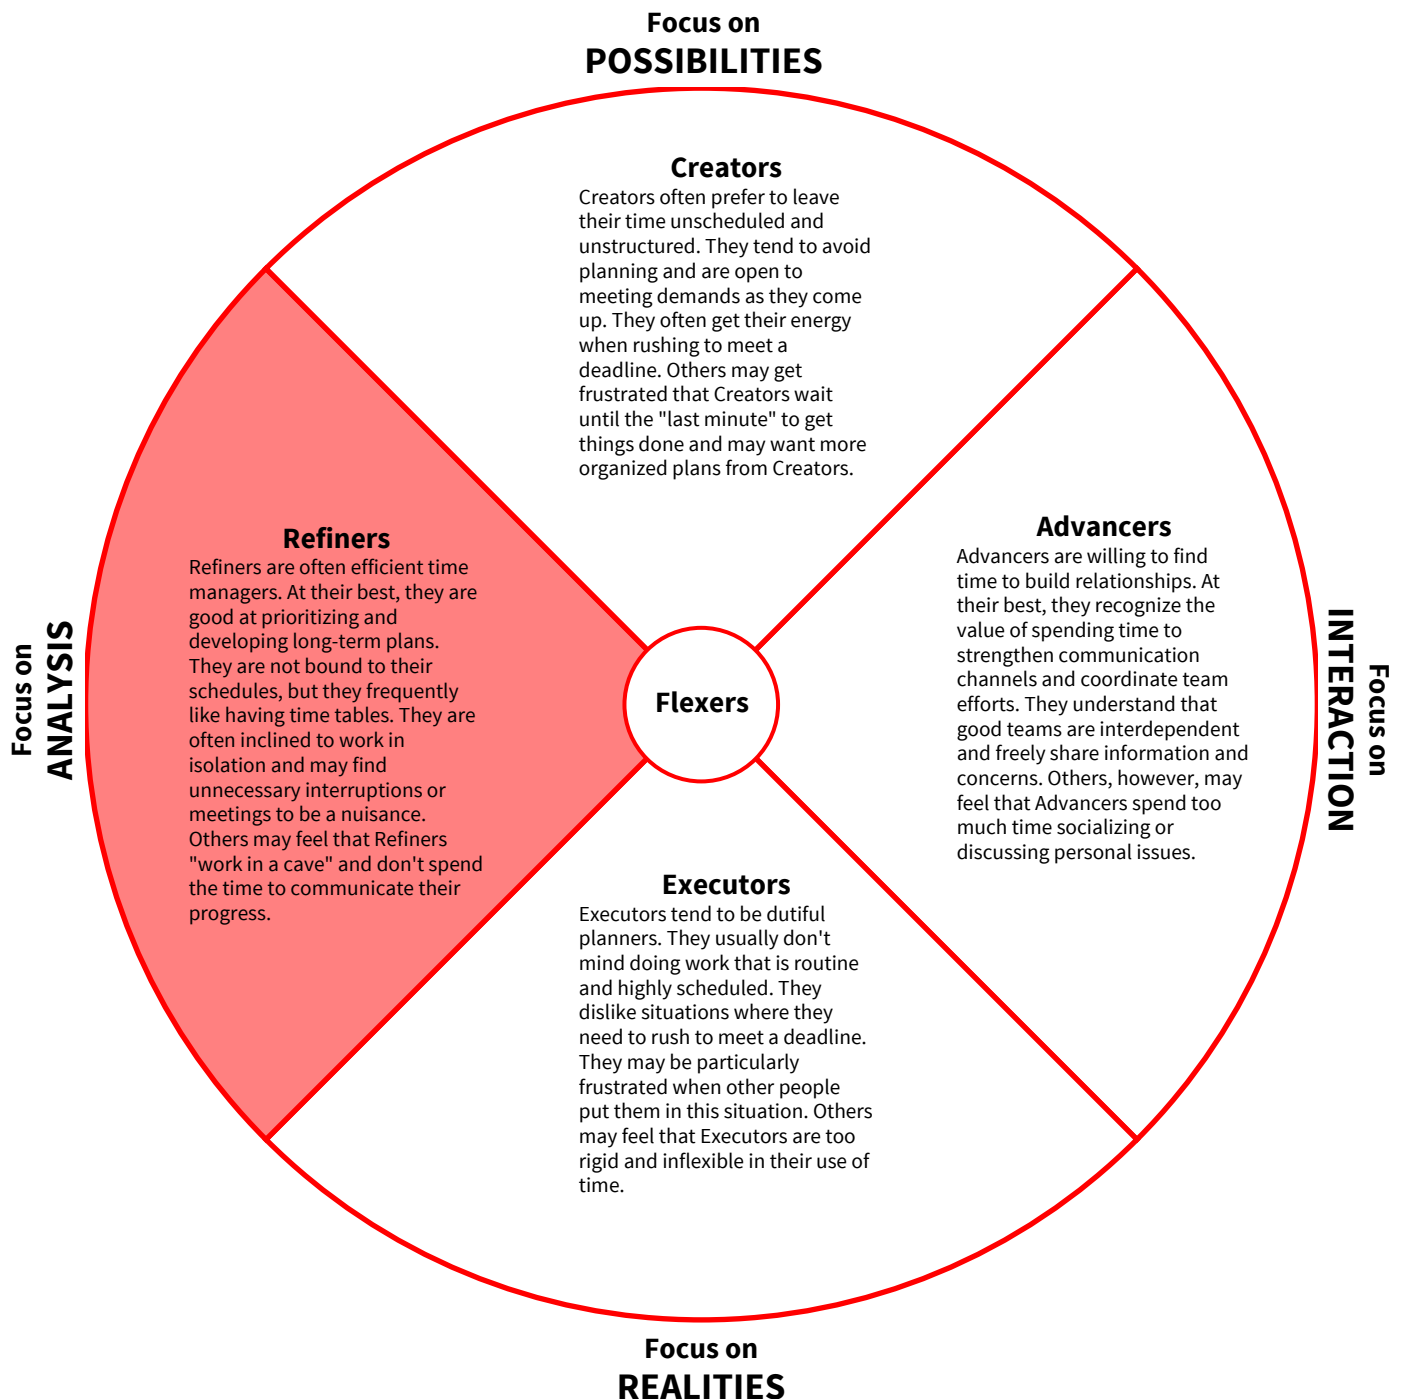 Focus on
POSSIBILITIES
Creators
Creators often prefer to leave
their time unscheduled and
unstructured. They tend to avoid
planning and are open to
meeting demands as they come
up. They often get their energy
when rushing to meet a
deadline. Others may get
frustrated that Creators wait
until the "last minute" to get
things done and may want more
organized plans from Creators.
Focus on
ANALYSIS
Refiners
Refiners are often efficient time
managers. At their best, they are
good at prioritizing and
developing long-term plans.
They are not bound to their
schedules, but they frequently
like having time tables. They are
often inclined to work in
isolation and may find
unnecessary interruptions or
meetings to be a nuisance.
Others may feel that Refiners
"work in a cave" and don't spend
the time to communicate their
progress.
Flexers
Advancers
Advancers are willing to find
time to build relationships. At
their best, they recognize the
value of spending time to
strengthen communication
channels and coordinate team
efforts. They understand that
good teams are interdependent
and freely share information and
concerns. Others, however, may
feel that Advancers spend too
much time socializing or
discussing personal issues.
Focus on
INTERACTION
Executors
Executors tend to be dutiful
planners. They usually don't
mind doing work that is routine
and highly scheduled. They
dislike situations where they
need to rush to meet a deadline.
They may be particularly
frustrated when other people
put them in this situation. Others
may feel that Executors are too
rigid and inflexible in their use of
time.
Focus on
REALITIES